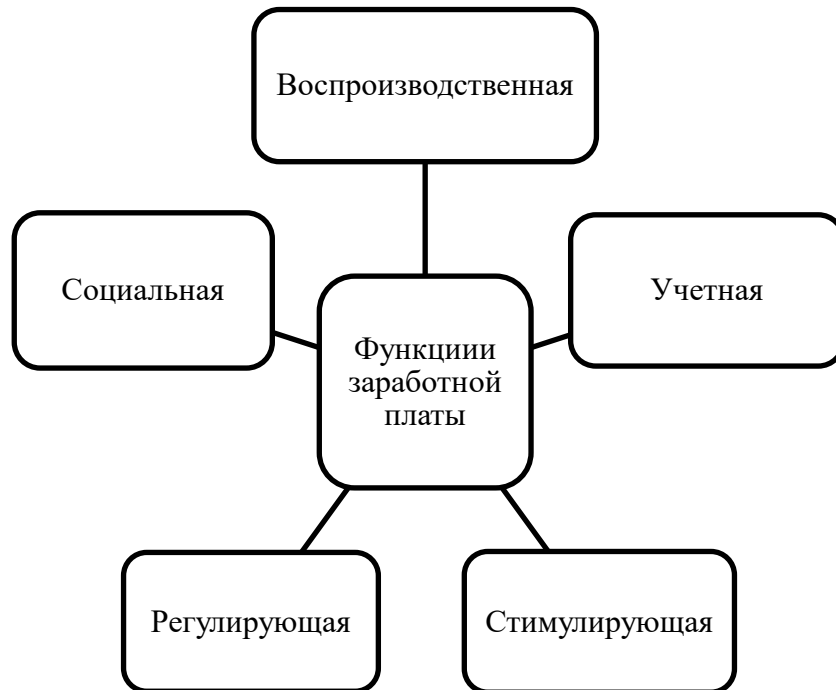 Воспроизводственная
Социальная
Учетная
Функциии
заработной
платы
Регулирующая
Стимулирующая